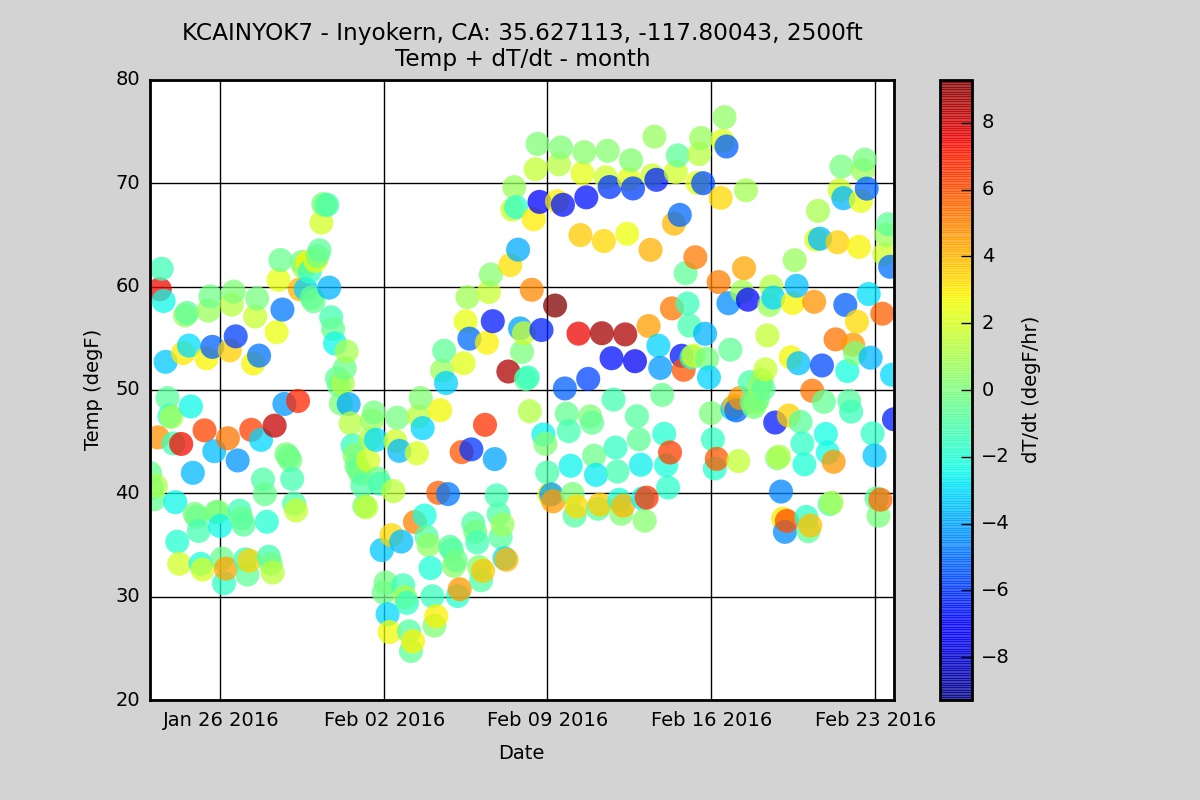 KCAINYOK7 - Inyokern, CA: 35.627113, -117.80043, 2500ft
Temp + dT/dt - month
80
70
60
50
40
30
20
Temp (degF)
Jan 26 2016
Feb 02 2016
Feb 09 2016
Feb 16 2016
Feb 23 2016
Date
8
6
4
2
0
−2
−4
−6
−8
dT/dt (degF/hr)